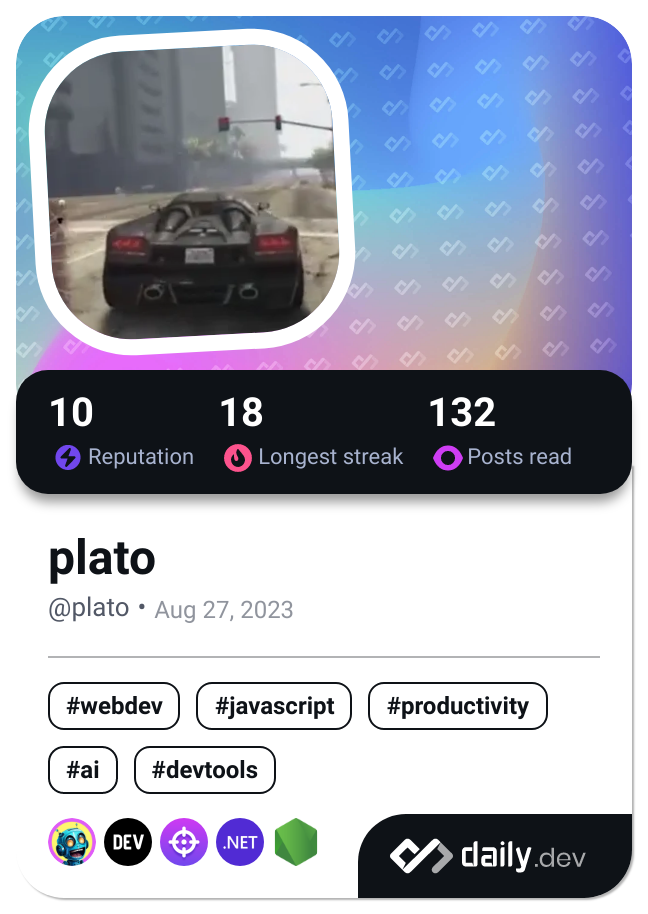 10 18 132
Reputation Longest streak Posts read
plato
@plato • Aug 27, 2023
#webdev #javascript #productivity
#ai #devtools
DEV .NET
daily.dev